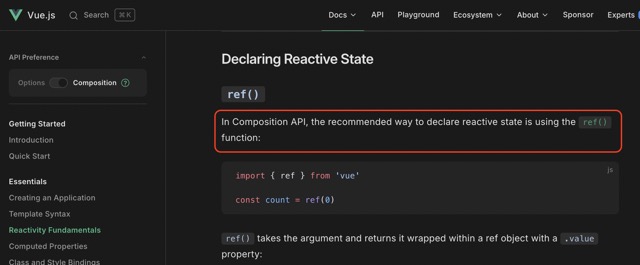 Vue.js
Search
⌘ K
Docs
API
Playground
Ecosystem
About
Sponsor
Experts
API Preference
Options
Composition
?
Getting Started
Introduction
Quick Start
Essentials
Creating an Application
Template Syntax
Reactivity Fundamentals
Computed Properties
Class and Style Bindings
Declaring Reactive State
ref()
In Composition API, the recommended way to declare reactive state is using the ref()
function:
js
import { ref } from 'vue'
const count = ref(0)
ref() takes the argument and returns it wrapped within a ref object with a .value
property: